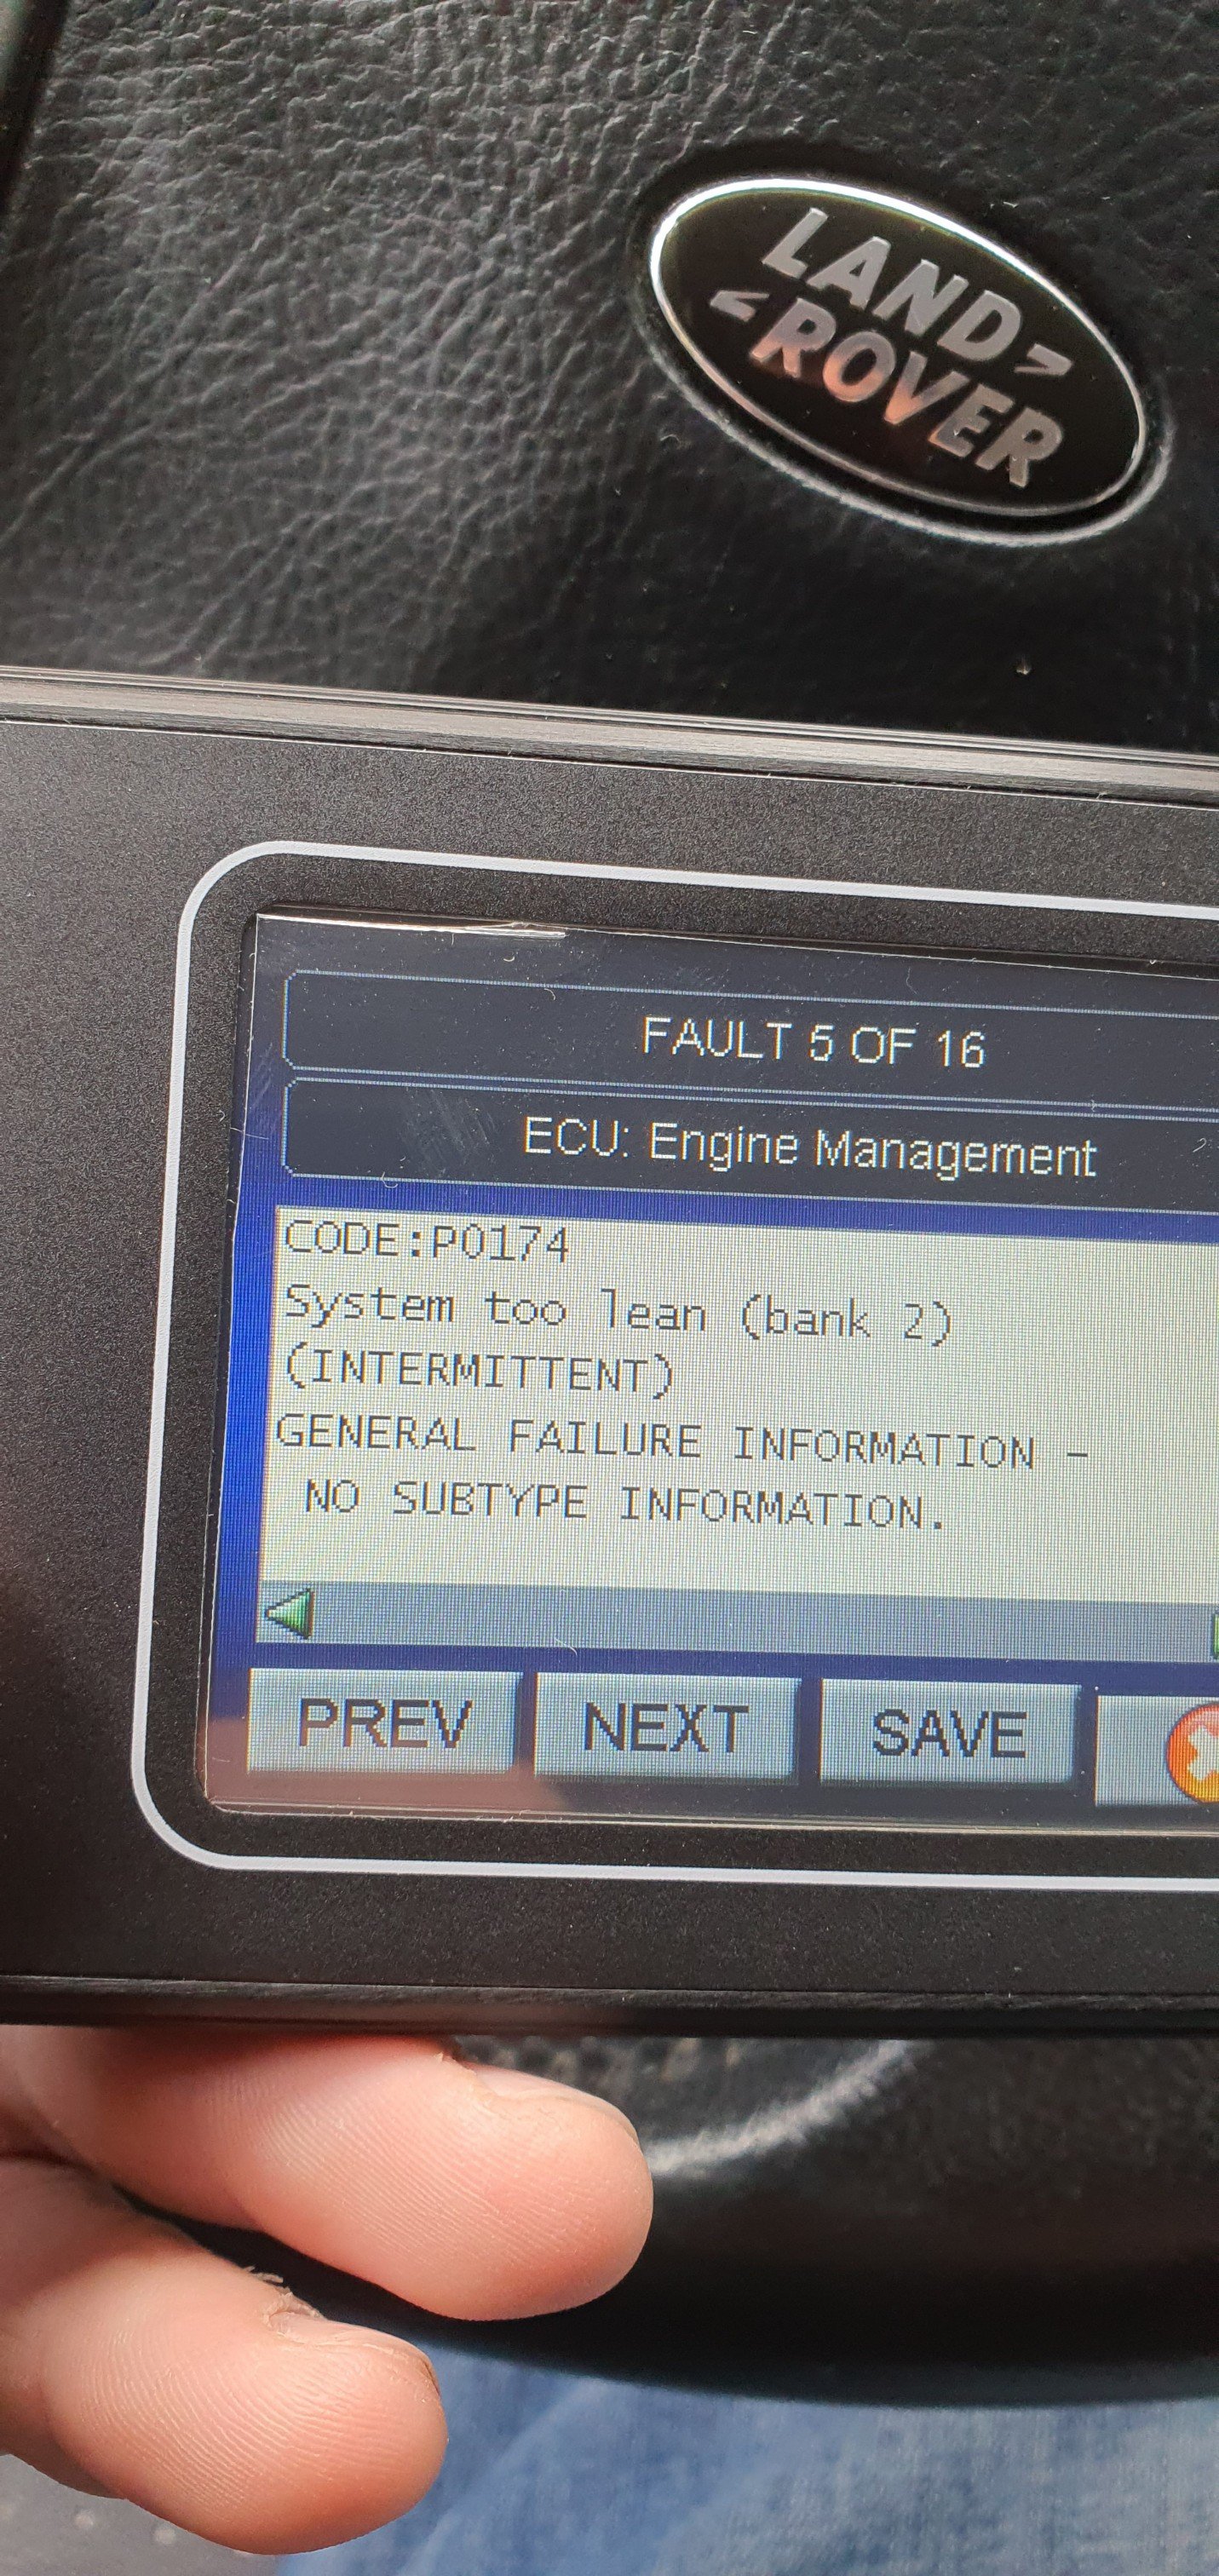 LAND
ROVER
FAULT 5 OF 16
ECU: Engine Management
CODE:P0174
System too lean (bank 2)
(INTERMITTENT)
GENERAL FAILURE INFORMATION -
NO SUBTYPE INFORMATION.
PREV NEXT SAVE